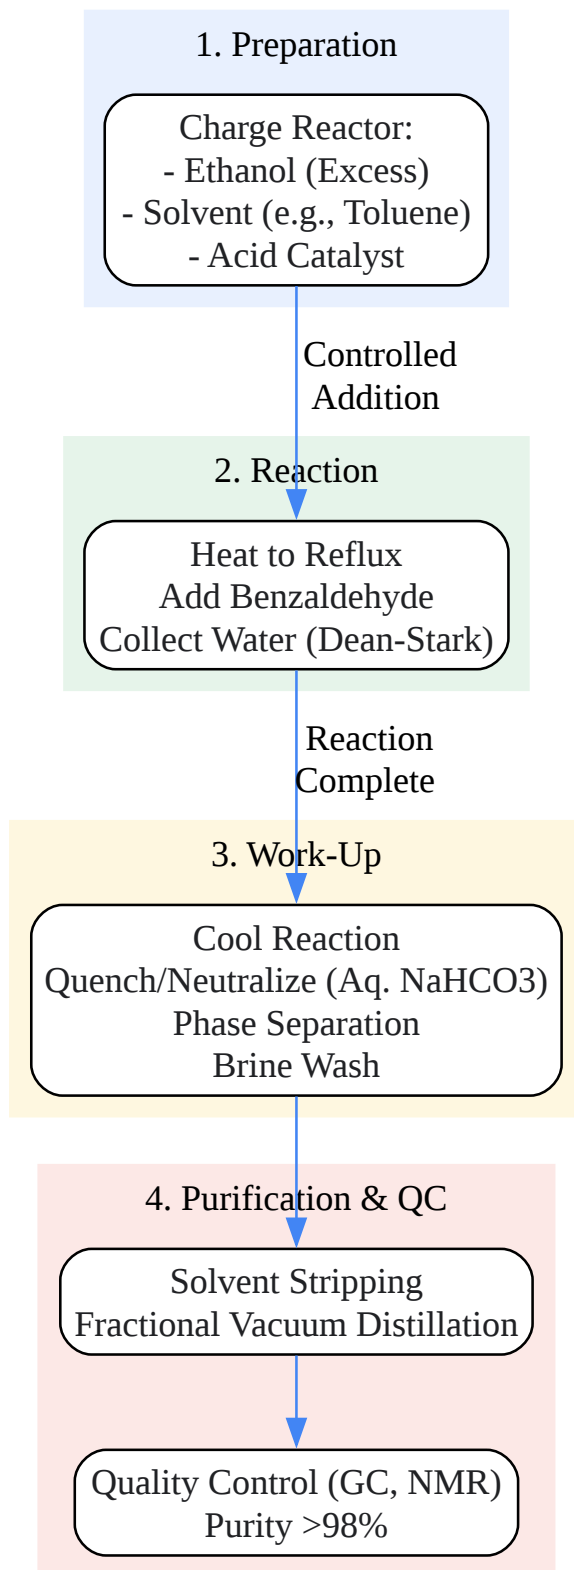 1. Preparation
Charge Reactor:
- Ethanol (Excess)
- Solvent (e.g., Toluene)
- Acid Catalyst
Controlled
Addition
2. Reaction
Heat to Reflux
Add Benzaldehyde
Collect Water (Dean-Stark)
Reaction
Complete
3. Work-Up
Cool Reaction
Quench/Neutralize (Aq. NaHCO3)
Phase Separation
Brine Wash
4. Purification & QC
Solvent Stripping
Fractional Vacuum Distillation
Quality Control (GC, NMR)
Purity >98%